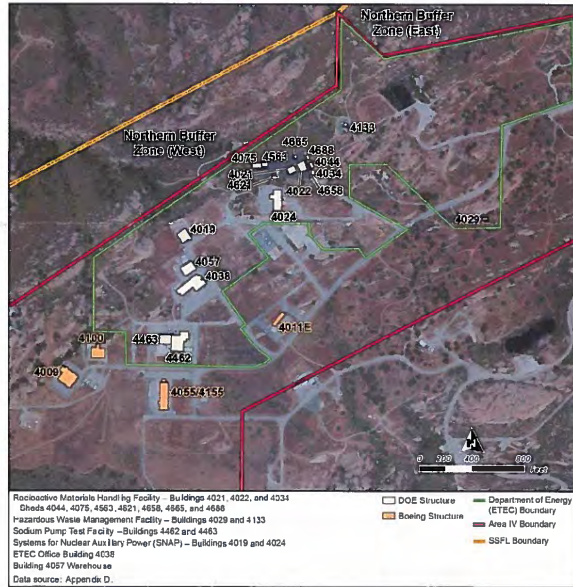 Northern Buffer
Zone (East)
Northern Buffer
Zone (West)
4133
4665
4688
4075
4563
4044
4034
4021
4621
4022
4658
4024
4029
4019
4057
4038
4011E
4463
4462
4100
4009
4055/4155
N
0 200 400 800
Feet
Radioactive Materials Handling Facility – Buildings 4021, 4022, and 4034
Sheds 4044, 4075, 4563, 4621, 4658, 4665, and 4688
Hazardous Waste Management Facility – Buildings 4029 and 4133
Sodium Pump Test Facility – Buildings 4462 and 4463
Systems for Nuclear Auxiliary Power (SNAP) – Buildings 4019 and 4024
ETEC Office Building 4038
Building 4057 Warehouse
Data source: Appendix D.
DOE Structure
Boeing Structure
Department of Energy
(ETEC) Boundary
Area IV Boundary
SSFL Boundary